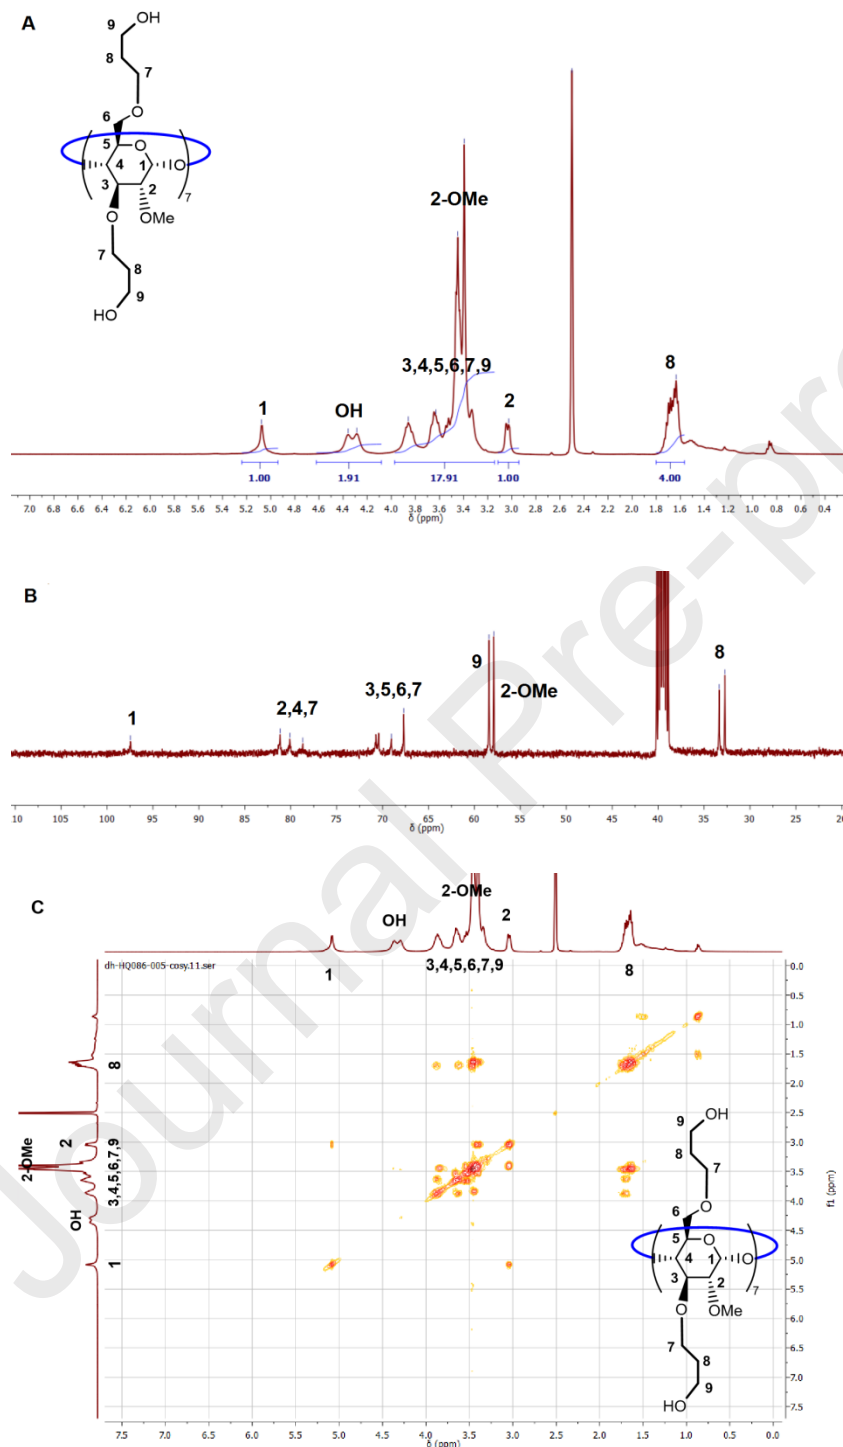 A
9
OH
8
7
O
6
5
O
4
1
O
3
2
7
O
OMe
7
8
9
HO
2-OMe
3,4,5,6,7,9
1
OH
2
8
1.00
1.91
17.91
1.00
4.00
7.0 6.8 6.6 6.4 6.2 6.0 5.8 5.6 5.4 5.2 5.0 4.8 4.6 4.4 4.2 4.0 3.8 3.6 3.4 3.2 3.0 2.8 2.6 2.4 2.2 2.0 1.8 1.6 1.4 1.2 1.0 0.8 0.6 0.4
δ (ppm)
B
1
2,4,7
3,5,6,7
9
2-OMe
8
10 105 100 95 90 85 80 75 70 65 60 55 50 45 40 35 30 25 20
δ (ppm)
C
2-OMe
OH
2
1
3,4,5,6,7,9
8
dh-HQ086-005-cosy.11.ser
8
2
2-OMe
3,4,5,6,7,9
OH
1
0.0
0.5
1.0
1.5
2.0
2.5
3.0
3.5
4.0
4.5
5.0
5.5
6.0
6.5
7.0
7.5
f1 (ppm)
9
OH
8
7
O
6
5
O
4
1
O
3
2
7
O
OMe
7
8
9
HO
7.5 7.0 6.5 6.0 5.5 5.0 4.5 4.0 3.5 3.0 2.5 2.0 1.5 1.0 0.5 0.0
δ (ppm)
Journal Pre-pro